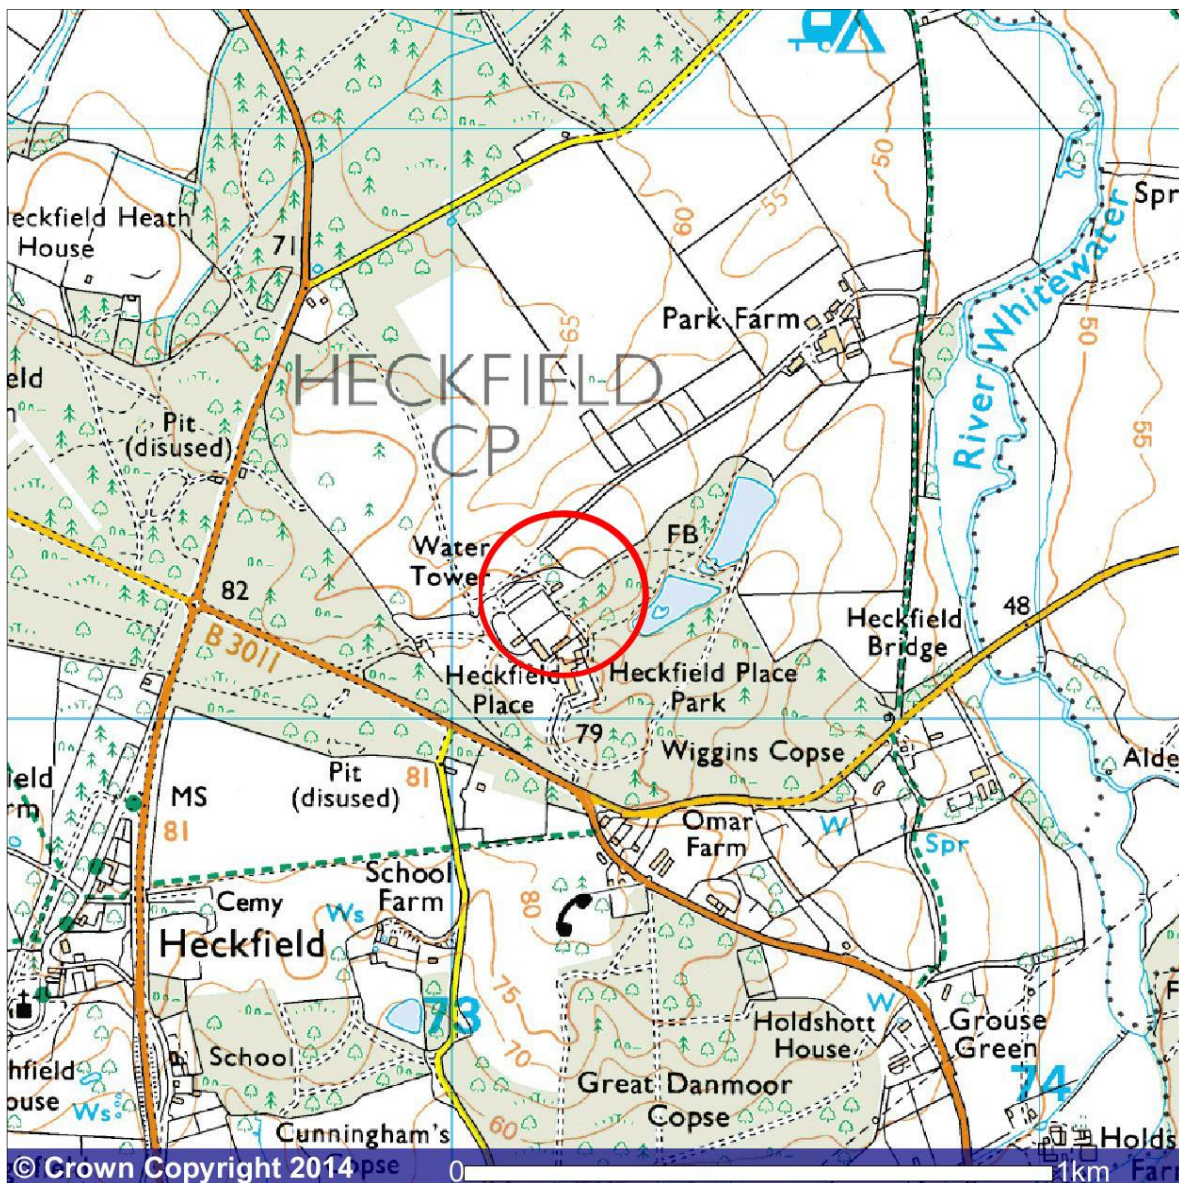 50
Spr
eckfield Heath
House
71
60
55
River Whitewater
50
65
Park Farm
HECKFIELD
CP
eld
Pit
(disused)
55
Water
Tower
FB
82
B 3011
48
Heckfield
Bridge
Heckfield
Place
Heckfield Place
Park
79
Wiggins Copse
Alde
Pit
(disused)
81
MS
81
Omar
Farm
W
Spr
School
Farm
80
Cemy
Ws
Heckfield
75
73
W
70
Holdshott
House
Grouse
Green
School
74
Great Danmoor
Copse
60
Ws
Cunningham's
Copse
Holds
Farm
© Crown Copyright 2014
0
1km